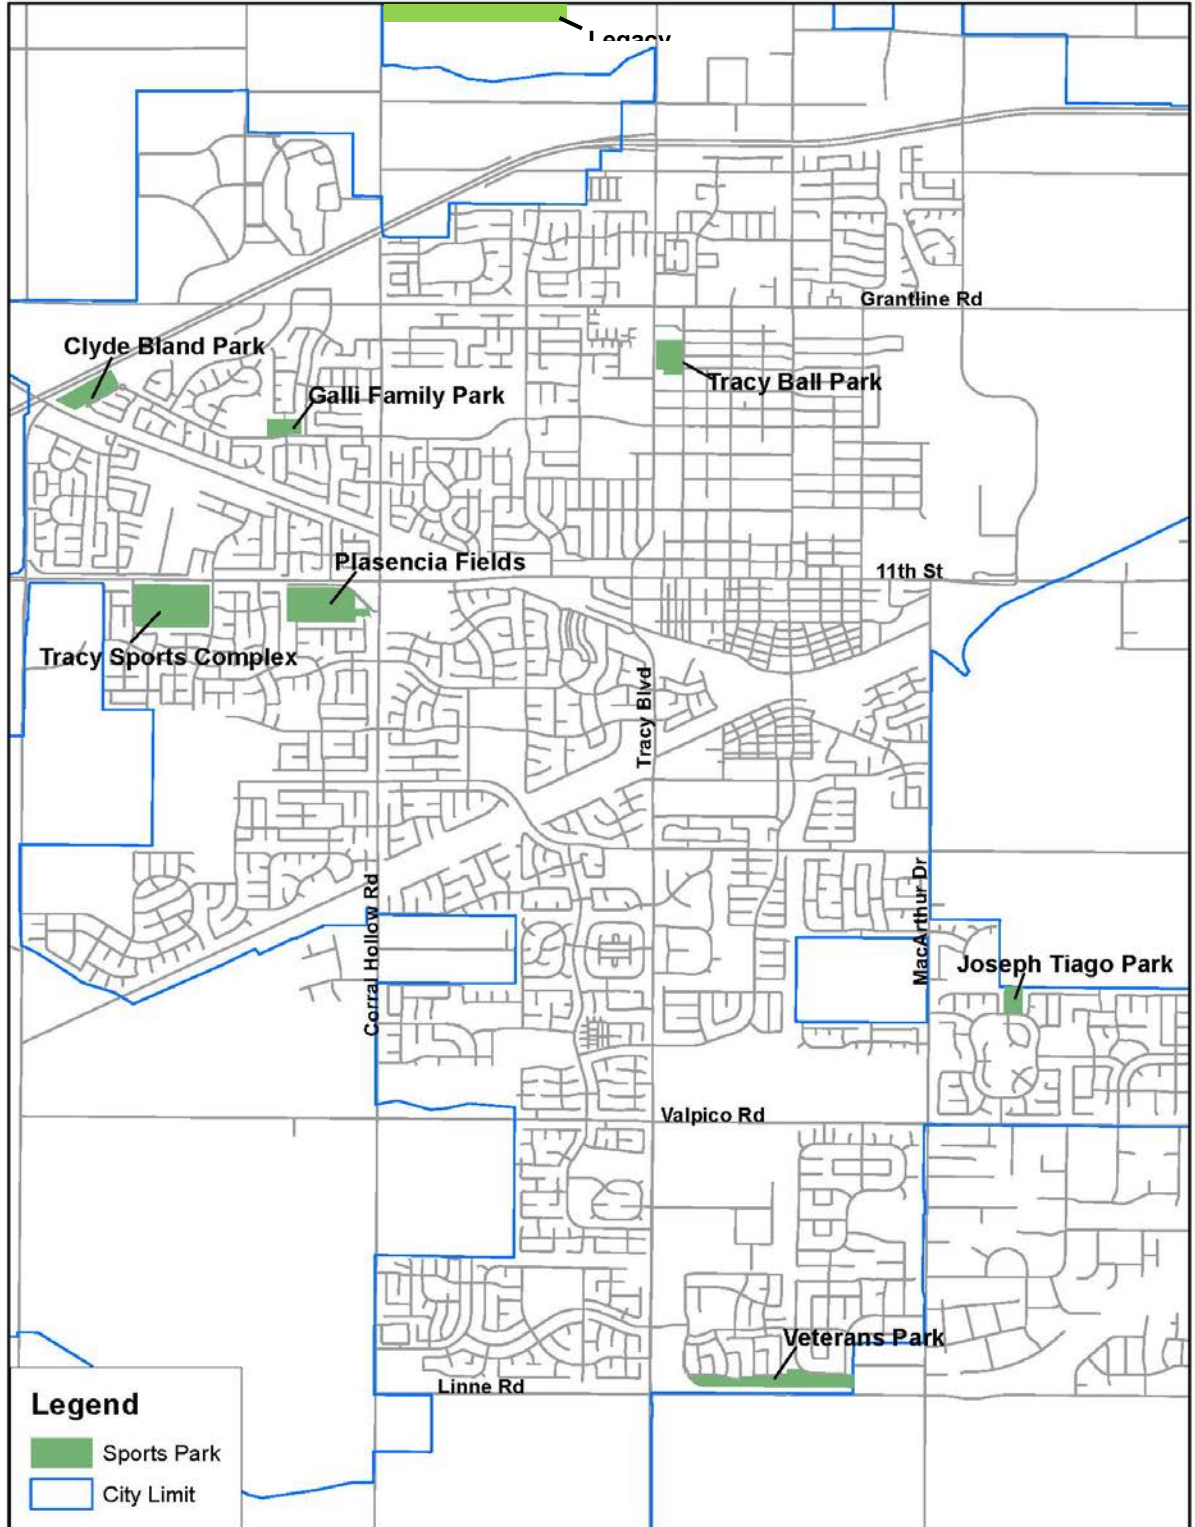 Legacy
Grantline Rd
Clyde Bland Park
Tracy Ball Park
Galli Family Park
Plasencia Fields
11th St
Tracy Sports Complex
Tracy Blvd
MacArthur Dr
Corral Hollow Rd
Joseph Tiago Park
Valpico Rd
Veterans Park
Linne Rd
Legend
Sports Park
City Limit